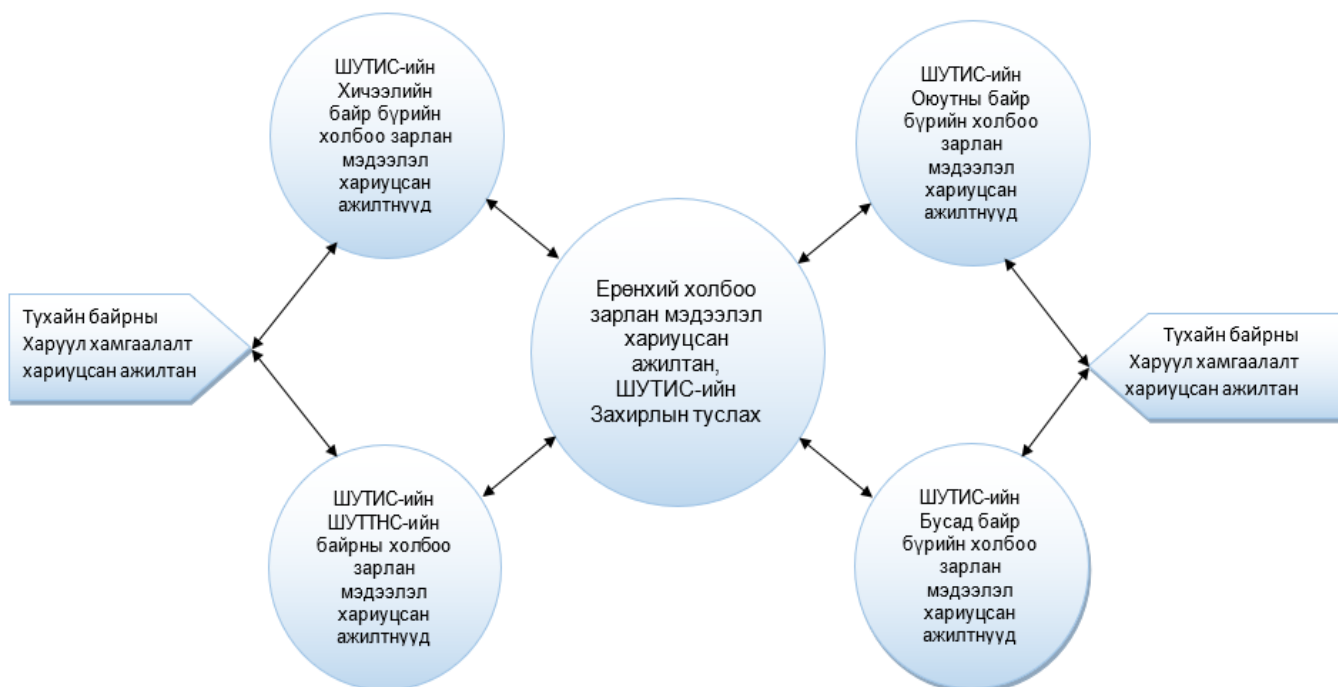 ШУТИС-ийн
Хичээлийн
байр бүрийн
холбоо зарлан
мэдээлэл
хариуцсан
ажилтнууд
ШУТИС-ийн
Оюутны байр
бүрийн холбоо
зарлан
мэдээлэл
хариуцсан
ажилтнууд
Тухайн байрны
Харуул хамгаалалт
хариуцсан ажилтан
Ерөнхий холбоо
зарлан мэдээлэл
хариуцсан
ажилтан,
ШУТИС-ийн
Захирлын туслах
Тухайн байрны
Харуул хамгаалалт
хариуцсан ажилтан
ШУТИС-ийн
ШУТТНС-ийн
байрны холбоо
зарлан
мэдээлэл
хариуцсан
ажилтнууд
ШУТИС-ийн
Бусад байр
бүрийн холбоо
зарлан
мэдээлэл
хариуцсан
ажилтнууд